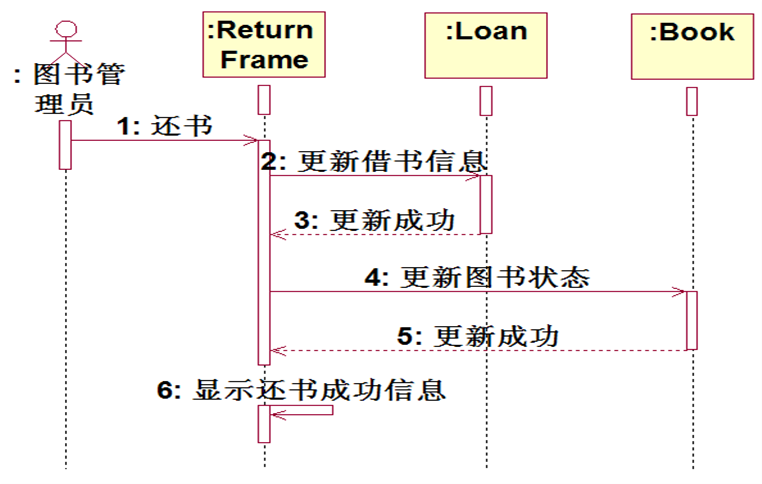 :Return
Frame
:Loan
:Book
: 图书管
理员
1: 还书
2: 更新借书信息
3: 更新成功
4: 更新图书状态
5: 更新成功
6: 显示还书成功信息